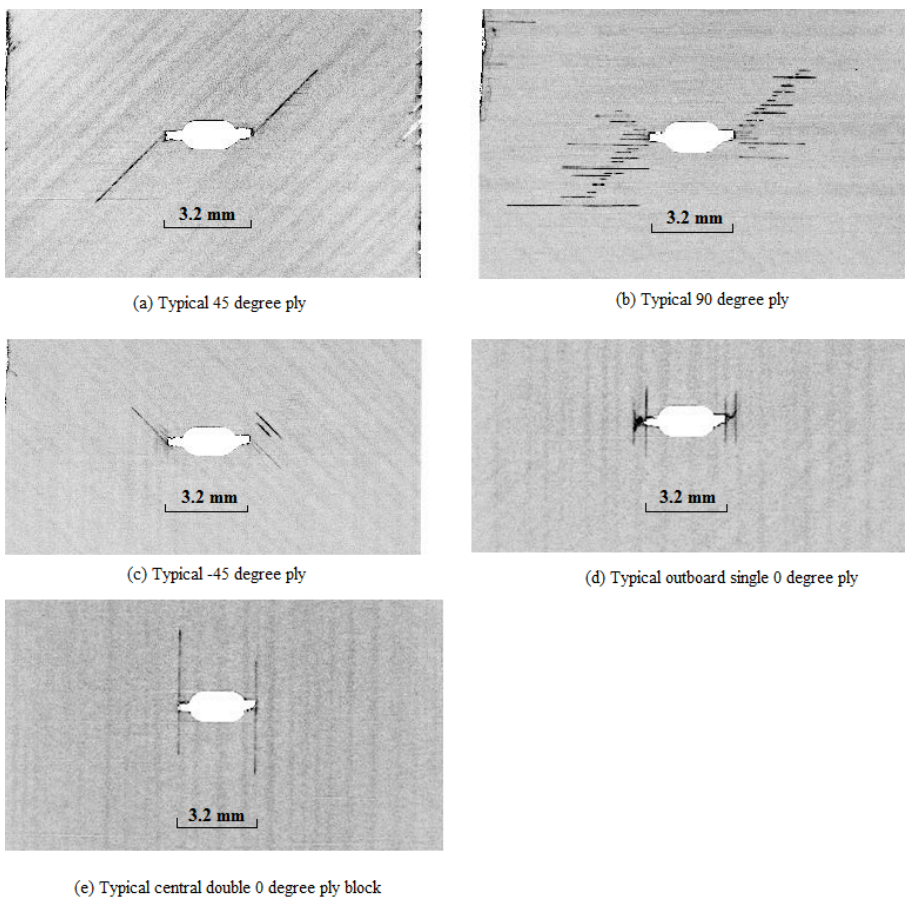 3.2 mm
(a) Typical 45 degree ply
3.2 mm
(b) Typical 90 degree ply
3.2 mm
(c) Typical -45 degree ply
3.2 mm
(d) Typical outboard single 0 degree ply
3.2 mm
(e) Typical central double 0 degree ply block